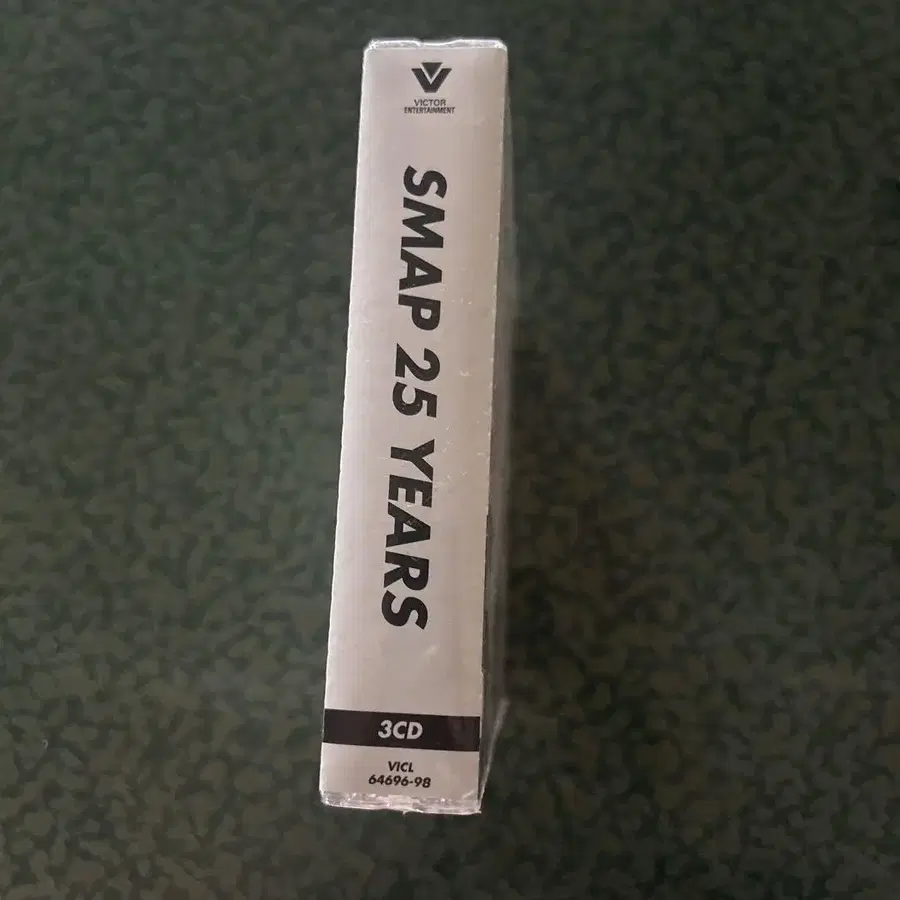 VICTOR
ENTERTAINMENT
SMAP 25 YEARS
3CD
VICL
64696-98